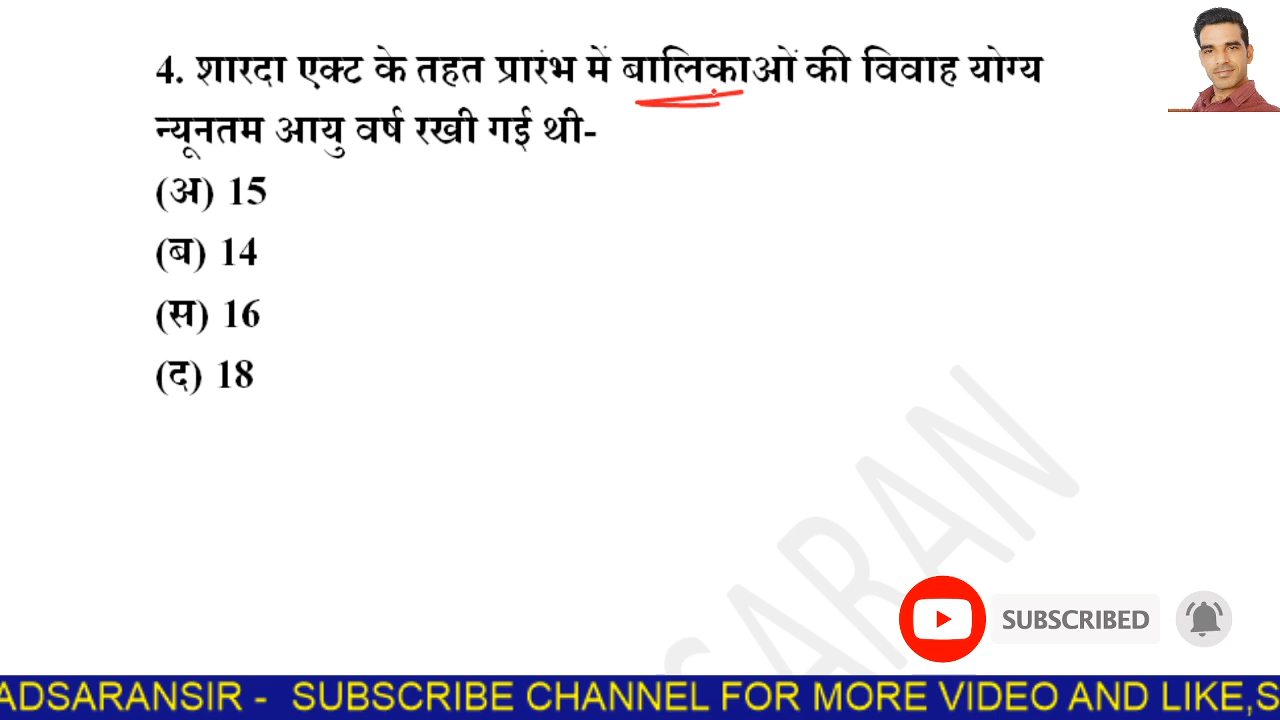 4. शारदा एक्ट के तहत प्रारंभ में बालिकाओं की विवाह योग्य
न्यूनतम आयु वर्ष रखी गई थी-
(अ) 15
(ब) 14
(स) 16
(द) 18
SARAN
SUBSCRIBED
ADSARANSIR - SUBSCRIBE CHANNEL FOR MORE VIDEO AND LIKE,S